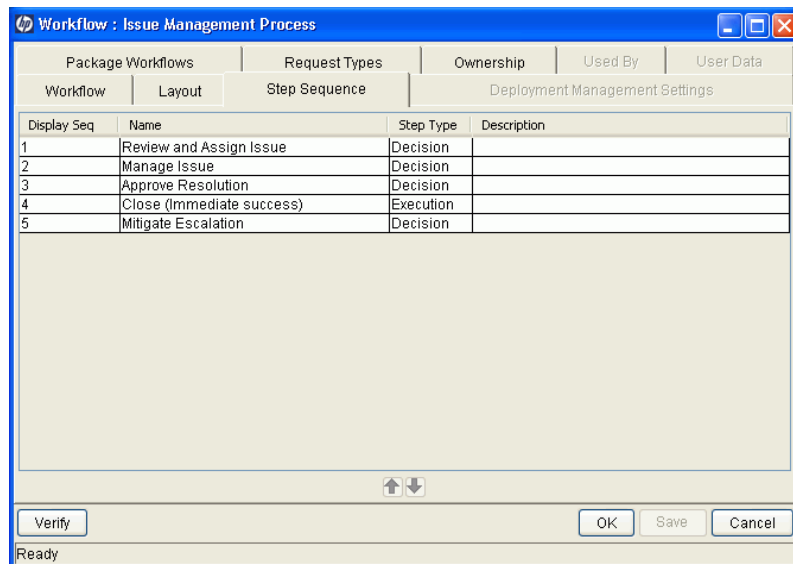 hp Workflow : Issue Management Process
Package Workflows Request Types Ownership Used By User Data
Workflow Layout Step Sequence Deployment Management Settings
Display Seq Name Step Type Description
1 Review and Assign Issue Decision
2 Manage Issue Decision
3 Approve Resolution Decision
4 Close (Immediate success) Execution
5 Mitigate Escalation Decision
Verify OK Save Cancel
Ready